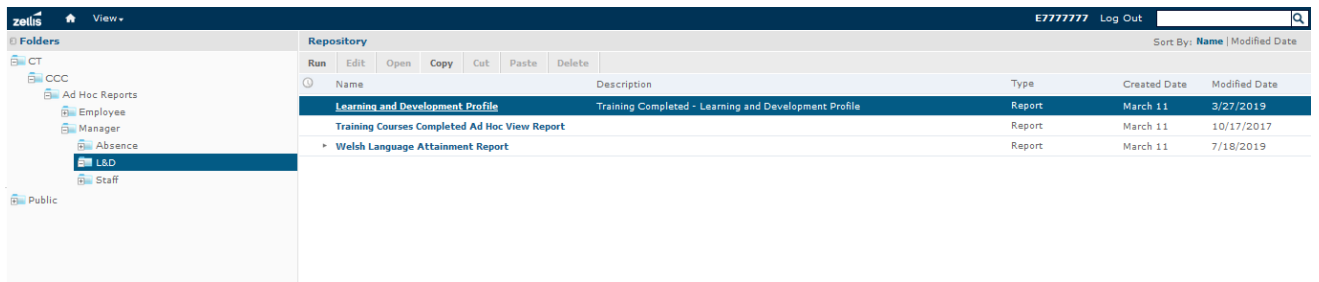 zellis View E7777777 Log Out
Folders
CT
CCC
Ad Hoc Reports
Employee
Manager
Absence
L&D
Staff
Public
Repository Sort By: Name | Modified Date
Run Edit Open Copy Cut Paste Delete
Name Description Type Created Date Modified Date
Learning and Development Profile Training Completed - Learning and Development Profile Report March 11 3/27/2019
Training Courses Completed Ad Hoc View Report Report March 11 10/17/2017
Welsh Language Attainment Report Report March 11 7/18/2019